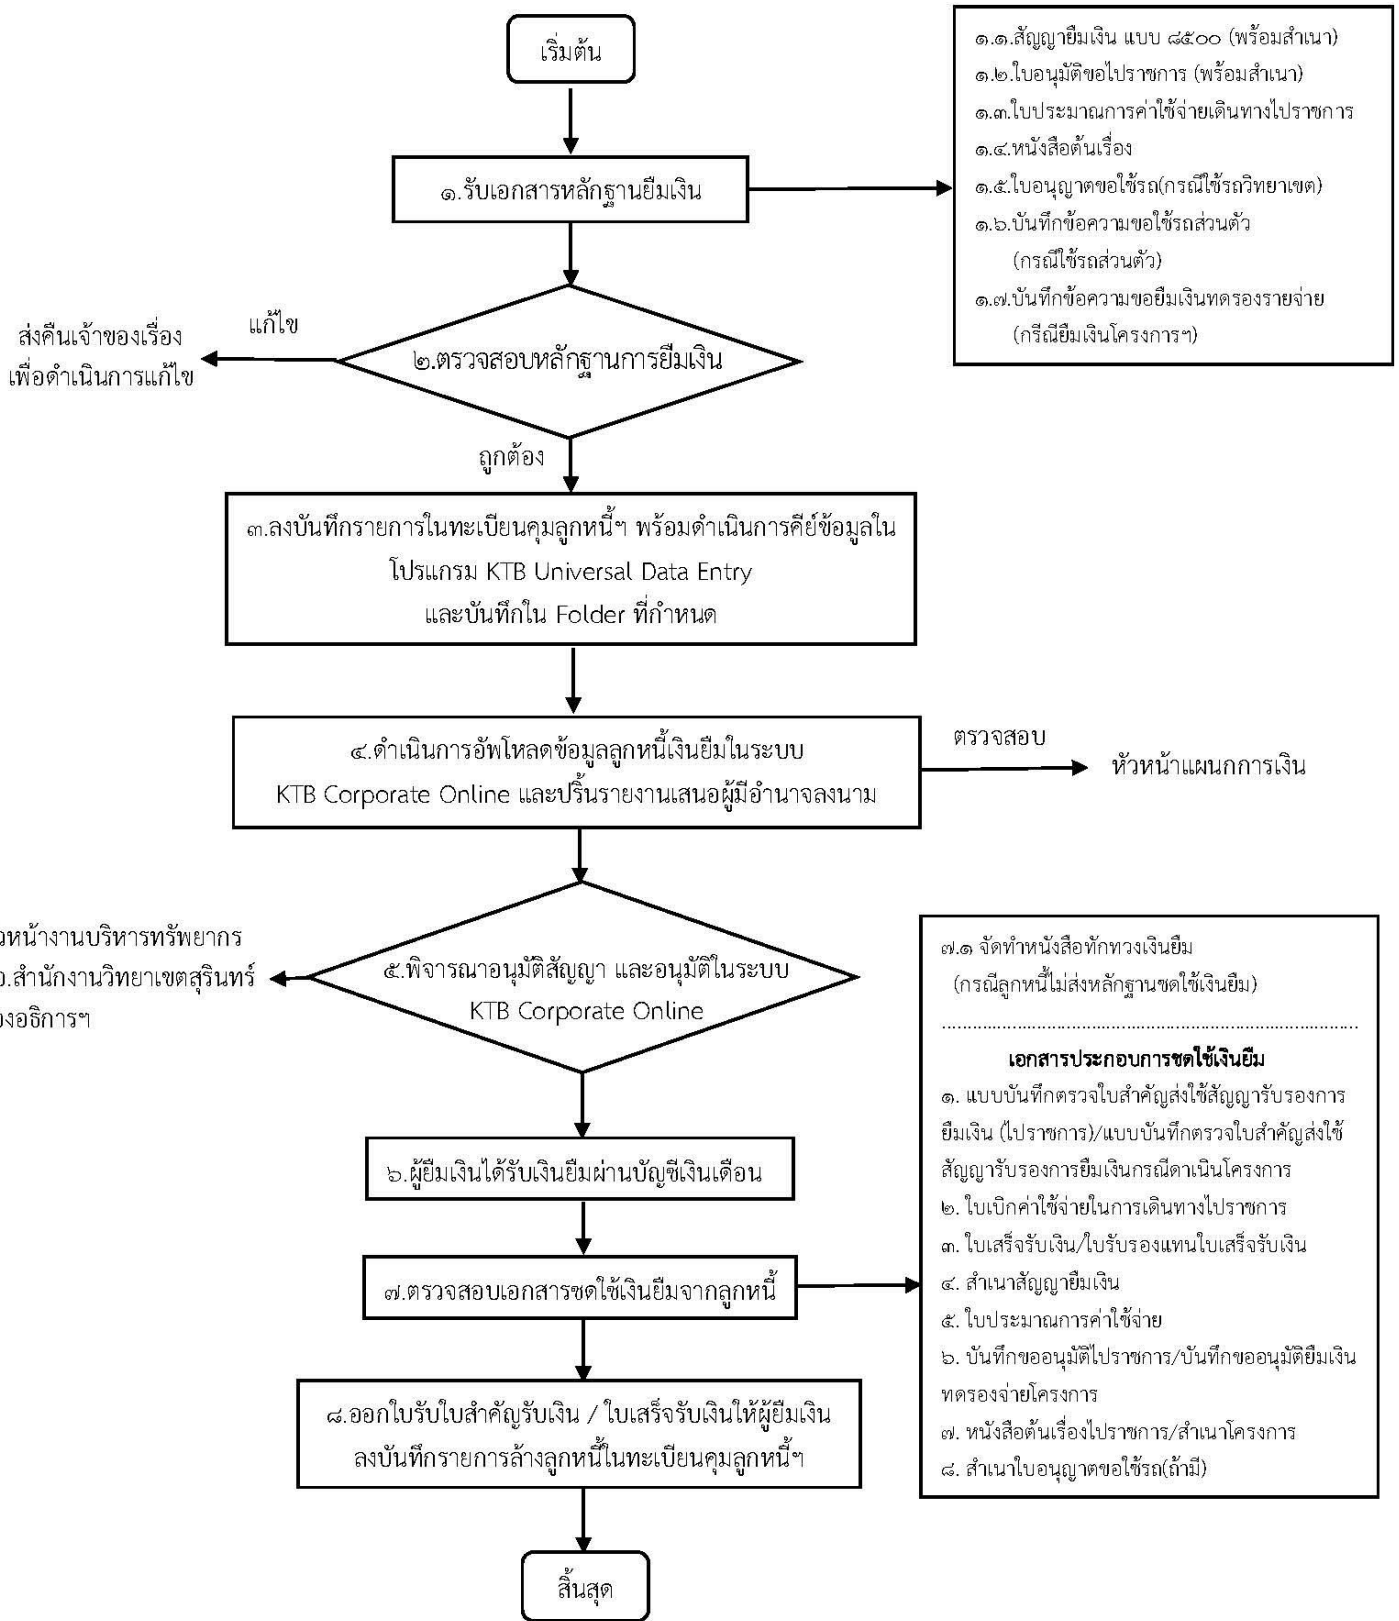 เริ่มต้น
๑.รับเอกสารหลักฐานยืมเงิน
๑.๑.สัญญายืมเงิน แบบ ๘๕๐๐ (พร้อมสำเนา)
๑.๒.ใบอนุมัติขอไปราชการ (พร้อมสำเนา)
๑.๓.ใบประมาณการค่าใช้จ่ายเดินทางไปราชการ
๑.๔.หนังสือต้นเรื่อง
๑.๕.ใบอนุญาตขอใช้รถ(กรณีใช้รถวิทยาเขต)
๑.๖.บันทึกข้อความขอใช้รถส่วนตัว
(กรณีใช้รถส่วนตัว)
๑.๗.บันทึกข้อความขอยืมเงินทดรองรายจ่าย
(กรีณียืมเงินโครงการฯ)
๒.ตรวจสอบหลักฐานการยืมเงิน
แก้ไข
ส่งคืนเจ้าของเรื่อง
เพื่อดำเนินการแก้ไข
ถูกต้อง
๓.ลงบันทึกรายการในทะเบียนคุมลูกหนี้ฯ พร้อมดำเนินการคีย์ข้อมูลใน
โปรแกรม KTB Universal Data Entry
และบันทึกใน Folder ที่กำหนด
๔.ดำเนินการอัพโหลดข้อมูลลูกหนี้เงินยืมในระบบ
KTB Corporate Online และปริ้นรายงานเสนอผู้มีอำนาจลงนาม
ตรวจสอบ
หัวหน้าแผนกการเงิน
๕.พิจารณาอนุมัติสัญญา และอนุมัติในระบบ
KTB Corporate Online
วหน้างานบริหารทรัพยากร
อ.สำนักงานวิทยาเขตสุรินทร์
องอธิการฯ
๖.ผู้ยืมเงินได้รับเงินยืมผ่านบัญชีเงินเดือน
๗.ตรวจสอบเอกสารชดใช้เงินยืมจากลูกหนี้
๗.๑ จัดทำหนังสือทักทวงเงินยืม
(กรณีลูกหนี้ไม่ส่งหลักฐานชดใช้เงินยืม)
เอกสารประกอบการชดใช้เงินยืม
๑. แบบบันทึกตรวจใบสำคัญส่งใช้สัญญารับรองการ
ยืมเงิน (ไปราชการ)/แบบบันทึกตรวจใบสำคัญส่งใช้
สัญญารับรองการยืมเงินกรณีดาเนินโครงการ
๒. ใบเบิกค่าใช้จ่ายในการเดินทางไปราชการ
๓. ใบเสร็จรับเงิน/ใบรับรองแทนใบเสร็จรับเงิน
๔. สำเนาสัญญายืมเงิน
๕. ใบประมาณการค่าใช้จ่าย
๖. บันทึกขออนุมัติไปราชการ/บันทึกขออนุมัติยืมเงิน
ทดรองจ่ายโครงการ
๗. หนังสือต้นเรื่องไปราชการ/สำเนาโครงการ
๘. สำเนาใบอนุญาตขอใช้รถ(ถ้ามี)
๘.ออกใบรับใบสำคัญรับเงิน / ใบเสร็จรับเงินให้ผู้ยืมเงิน
ลงบันทึกรายการล้างลูกหนี้ในทะเบียนคุมลูกหนี้ฯ
สิ้นสุด